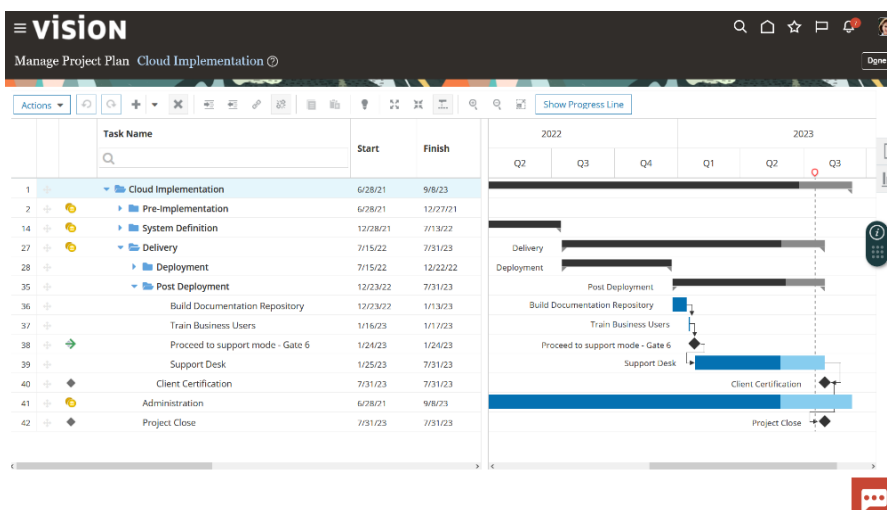 vision
Manage Project Plan Cloud Implementation ?
Done
Actions
Show Progress Line
Task Name
Start
Finish
2022
2023
Q2 Q3 Q4 Q1 Q2 Q3
1 Cloud Implementation 6/28/21 9/8/23
2 Pre-Implementation 6/28/21 12/27/21
14 System Definition 12/28/21 7/13/22
27 Delivery 7/15/22 7/31/23 Delivery
28 Deployment 7/15/22 12/22/22 Deployment
35 Post Deployment 12/23/22 7/31/23 Post Deployment
36 Build Documentation Repository 12/23/22 1/13/23 Build Documentation Repository
37 Train Business Users 1/16/23 1/17/23 Train Business Users
38 Proceed to support mode - Gate 6 1/24/23 1/24/23 Proceed to support mode - Gate 6
39 Support Desk 1/25/23 7/31/23 Support Desk
40 Client Certification 7/31/23 7/31/23 Client Certification
41 Administration 6/28/21 9/8/23
42 Project Close 7/31/23 7/31/23 Project Close